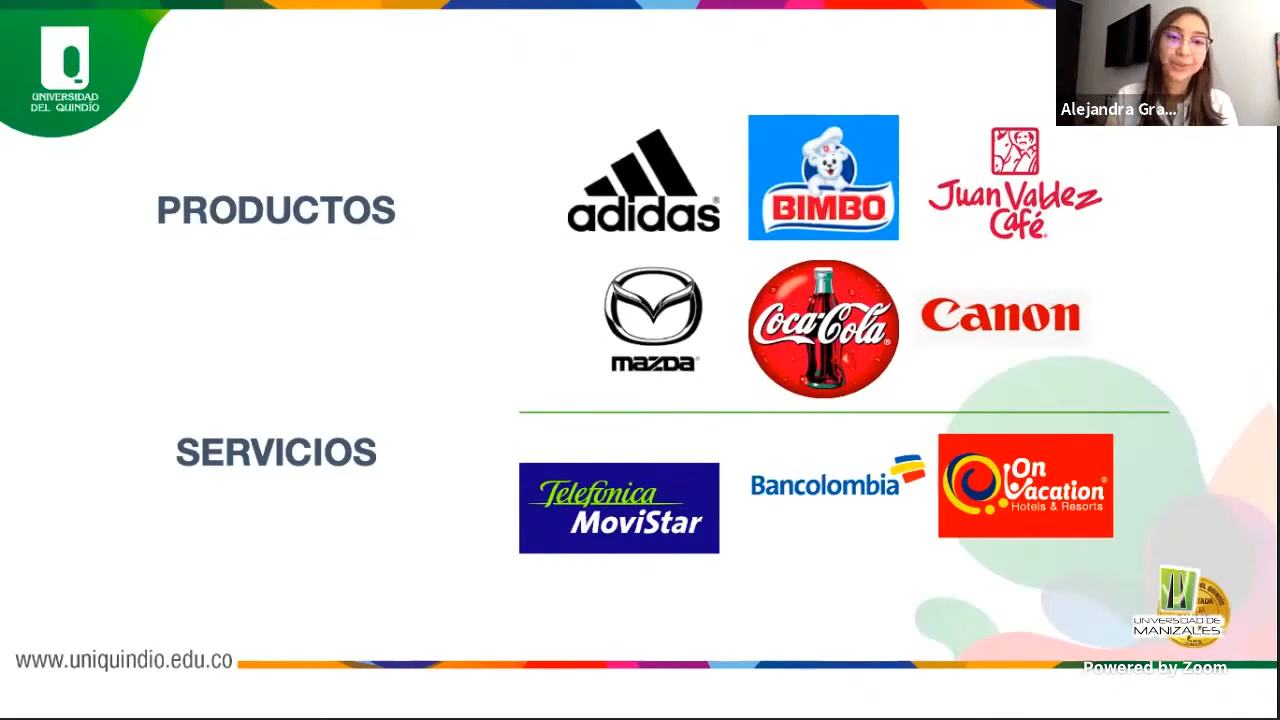 UNIVERSIDAD
DEL QUINDÍO
Alejandra Gra...
PRODUCTOS
adidas®
BIMBO
Juan Valdez
Café®
mazda®
Coca-Cola®
Canon
SERVICIOS
Telefónica
MoviStar
Bancolombia
On
Vacation®
Hotels & Resorts
UNIVERSIDAD DE
MANIZALES
www.uniquindio.edu.co
Powered by Zoom